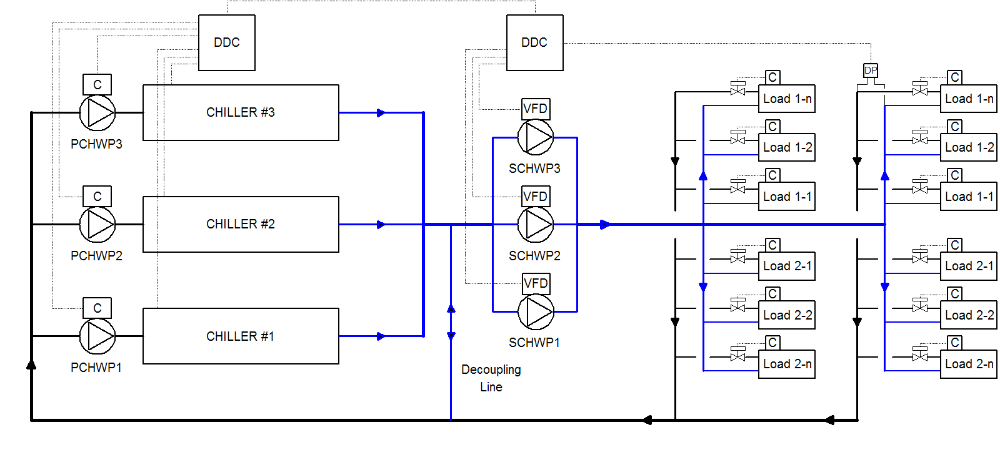 DDC
DDC
DP
C
C
C
C
CHILLER #3
Load 1-n
Load 1-n
VFD
PCHWP3
C
C
Load 1-2
Load 1-2
SCHWP3
C
C
C
VFD
Load 1-1
Load 1-1
CHILLER #2
PCHWP2
SCHWP2
C
C
Load 2-1
Load 2-1
VFD
C
C
C
Load 2-2
Load 2-2
CHILLER #1
SCHWP1
C
C
PCHWP1
Load 2-n
Load 2-n
Decoupling
Line